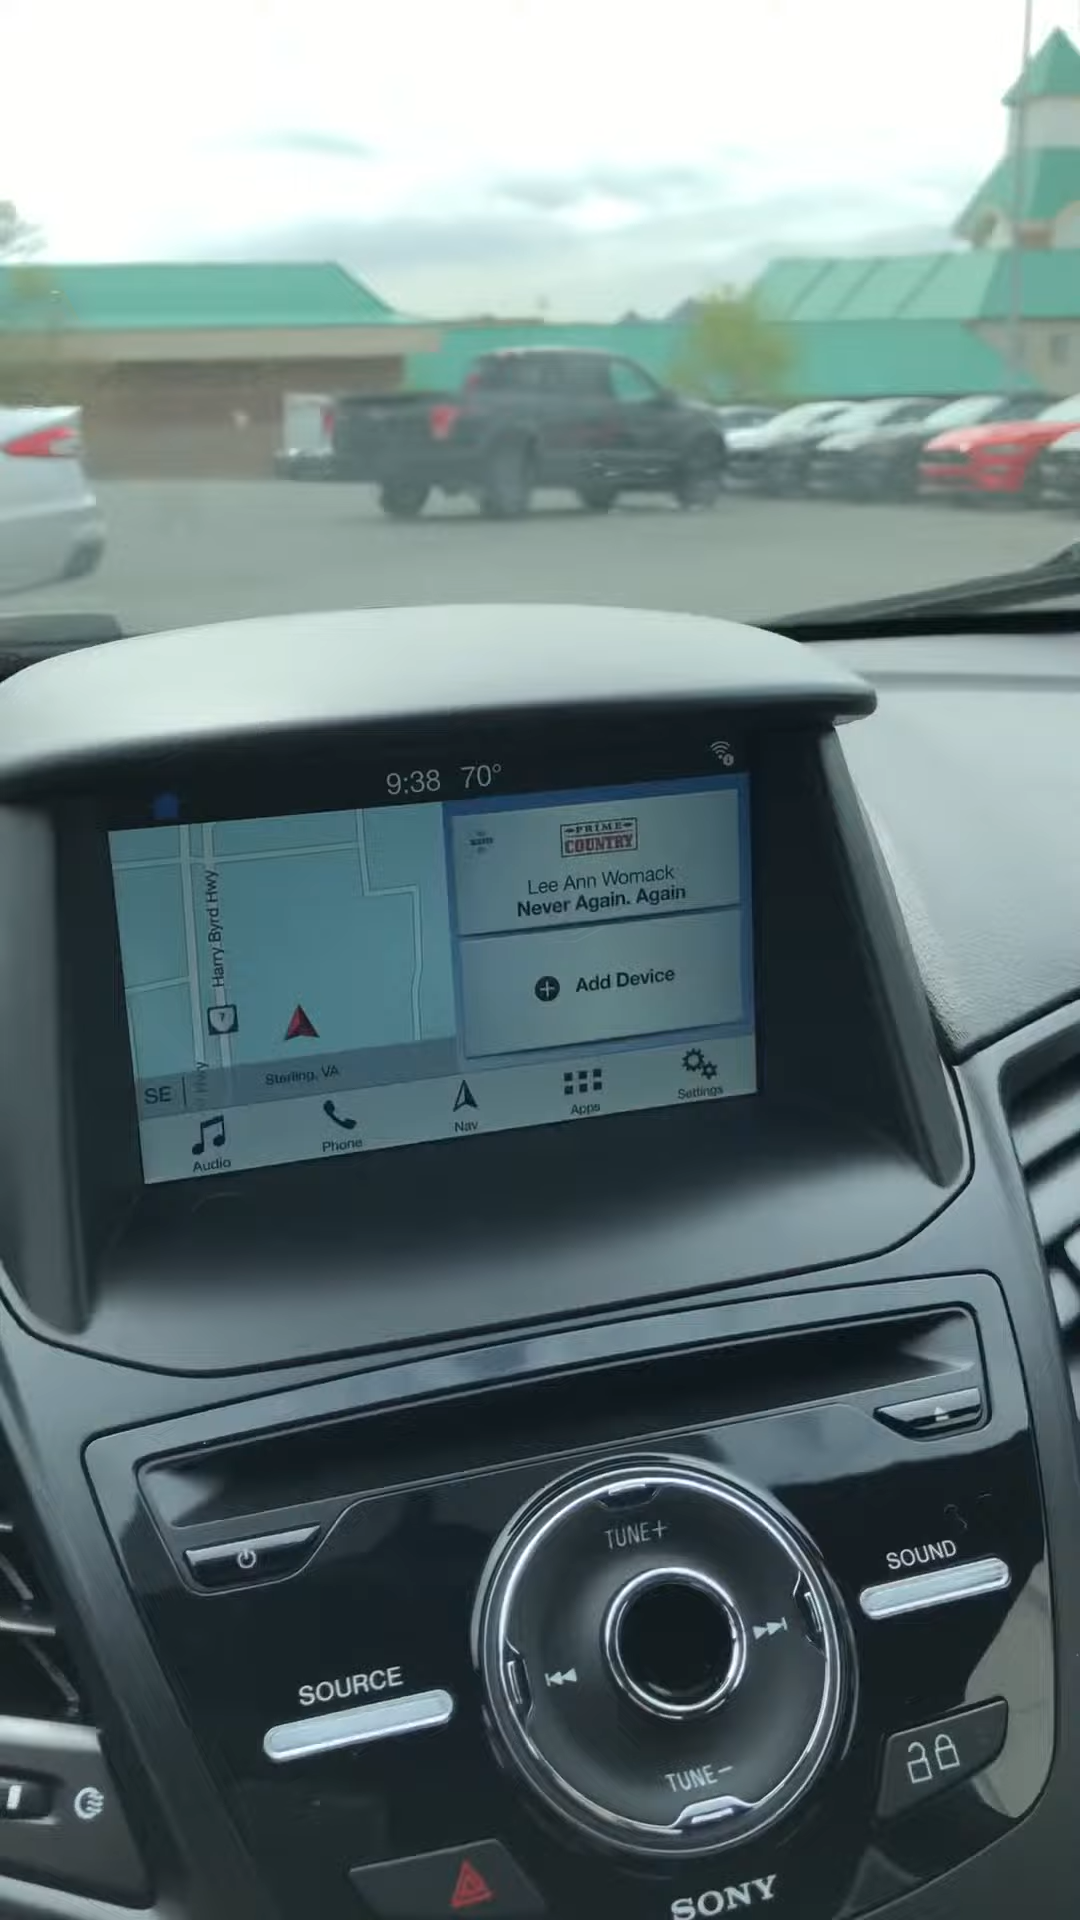 9:38 70°
PRIME
COUNTRY
Lee Ann Womack
Never Again. Again
Harry Byrd Hwy
7
Add Device
Sterling, VA
SE
Hwy
Audio
Phone
Nav
Apps
Settings
TUNE+
SOUND
SOURCE
TUNE-
SONY